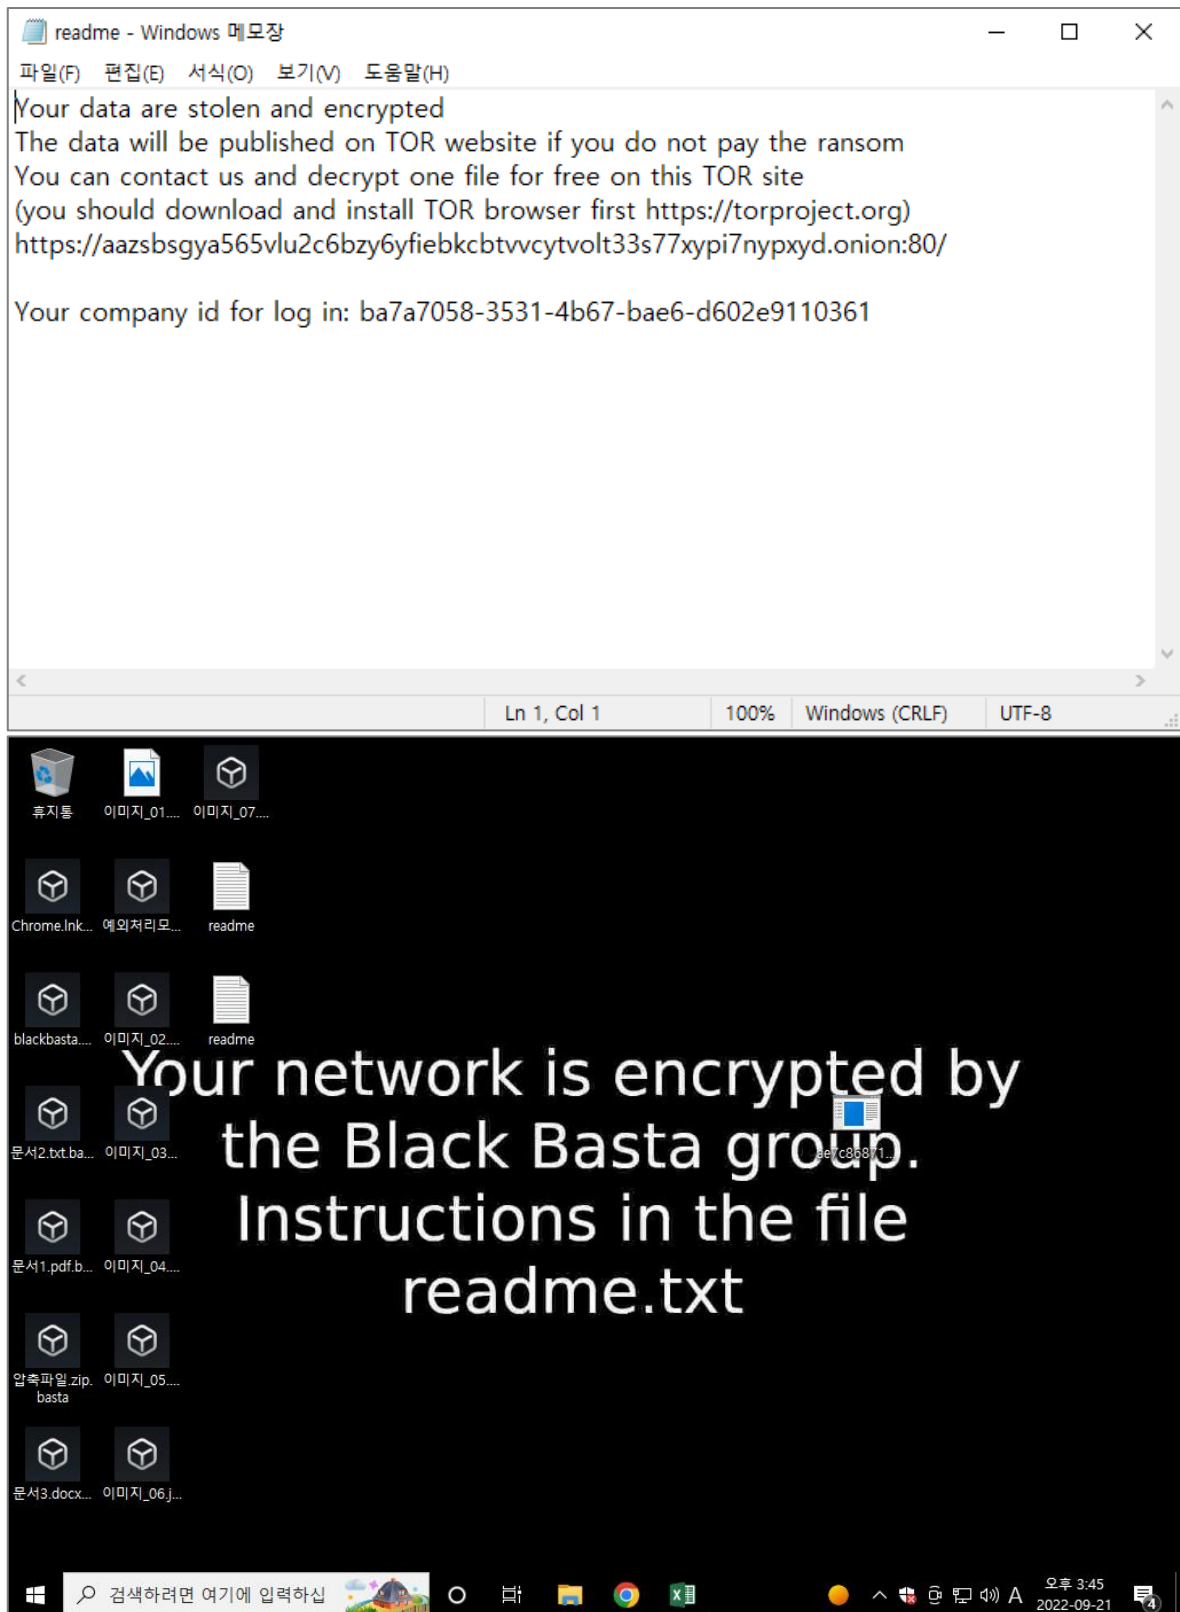 readme - Windows 메모장
파일(F) 편집(E) 서식(O) 보기(V) 도움말(H)
Your data are stolen and encrypted
The data will be published on TOR website if you do not pay the ransom
You can contact us and decrypt one file for free on this TOR site
(you should download and install TOR browser first https://torproject.org)
https://aazsbsgya565vlu2c6bzy6yfiebkcbtvvcytvolt33s77xypi7nypxyd.onion:80/
Your company id for log in: ba7a7058-3531-4b67-bae6-d602e9110361
Ln 1, Col 1 100% Windows (CRLF) UTF-8
휴지통 이미지_01.... 이미지_07....
Chrome.lnk... 예외처리모... readme
blackbasta.... 이미지_02.... readme
문서2.txt.ba... 이미지_03...
문서1.pdf.b... 이미지_04....
압축파일.zip. 이미지_05....
basta
문서3.docx... 이미지_06.j...
Your network is encrypted by
the Black Basta group.
Instructions in the file
readme.txt
검색하려면 여기에 입력하십
A
오후 3:45
2022-09-21
4